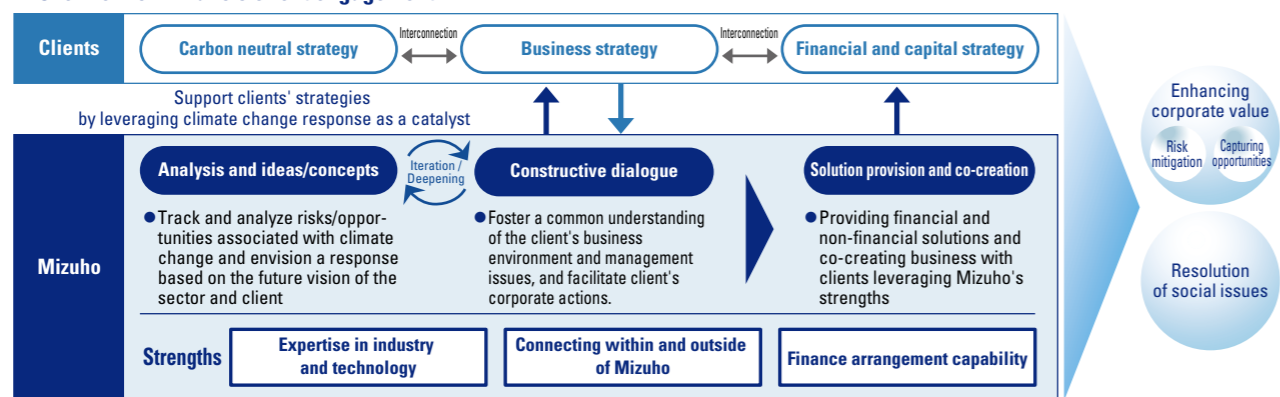 Clients
Carbon neutral strategy
Interconnection
Business strategy
Interconnection
Financial and capital strategy
Support clients' strategies
by leveraging climate change response as a catalyst
Mizuho
Analysis and ideas/concepts
Iteration /
Deepening
Constructive dialogue
Solution provision and co-creation
●Track and analyze risks/oppor-
tunities associated with climate
change and envision a response
based on the future vision of the
sector and client
●Foster a common understanding
of the client's business
environment and management
issues, and facilitate client's
corporate actions.
●Providing financial and
non-financial solutions and
co-creating business with
clients leveraging Mizuho's
strengths
Strengths
Expertise in industry
and technology
Connecting within and outside
of Mizuho
Finance arrangement capability
Enhancing
corporate value
Risk
mitigation
Capturing
opportunities
Resolution
of social issues